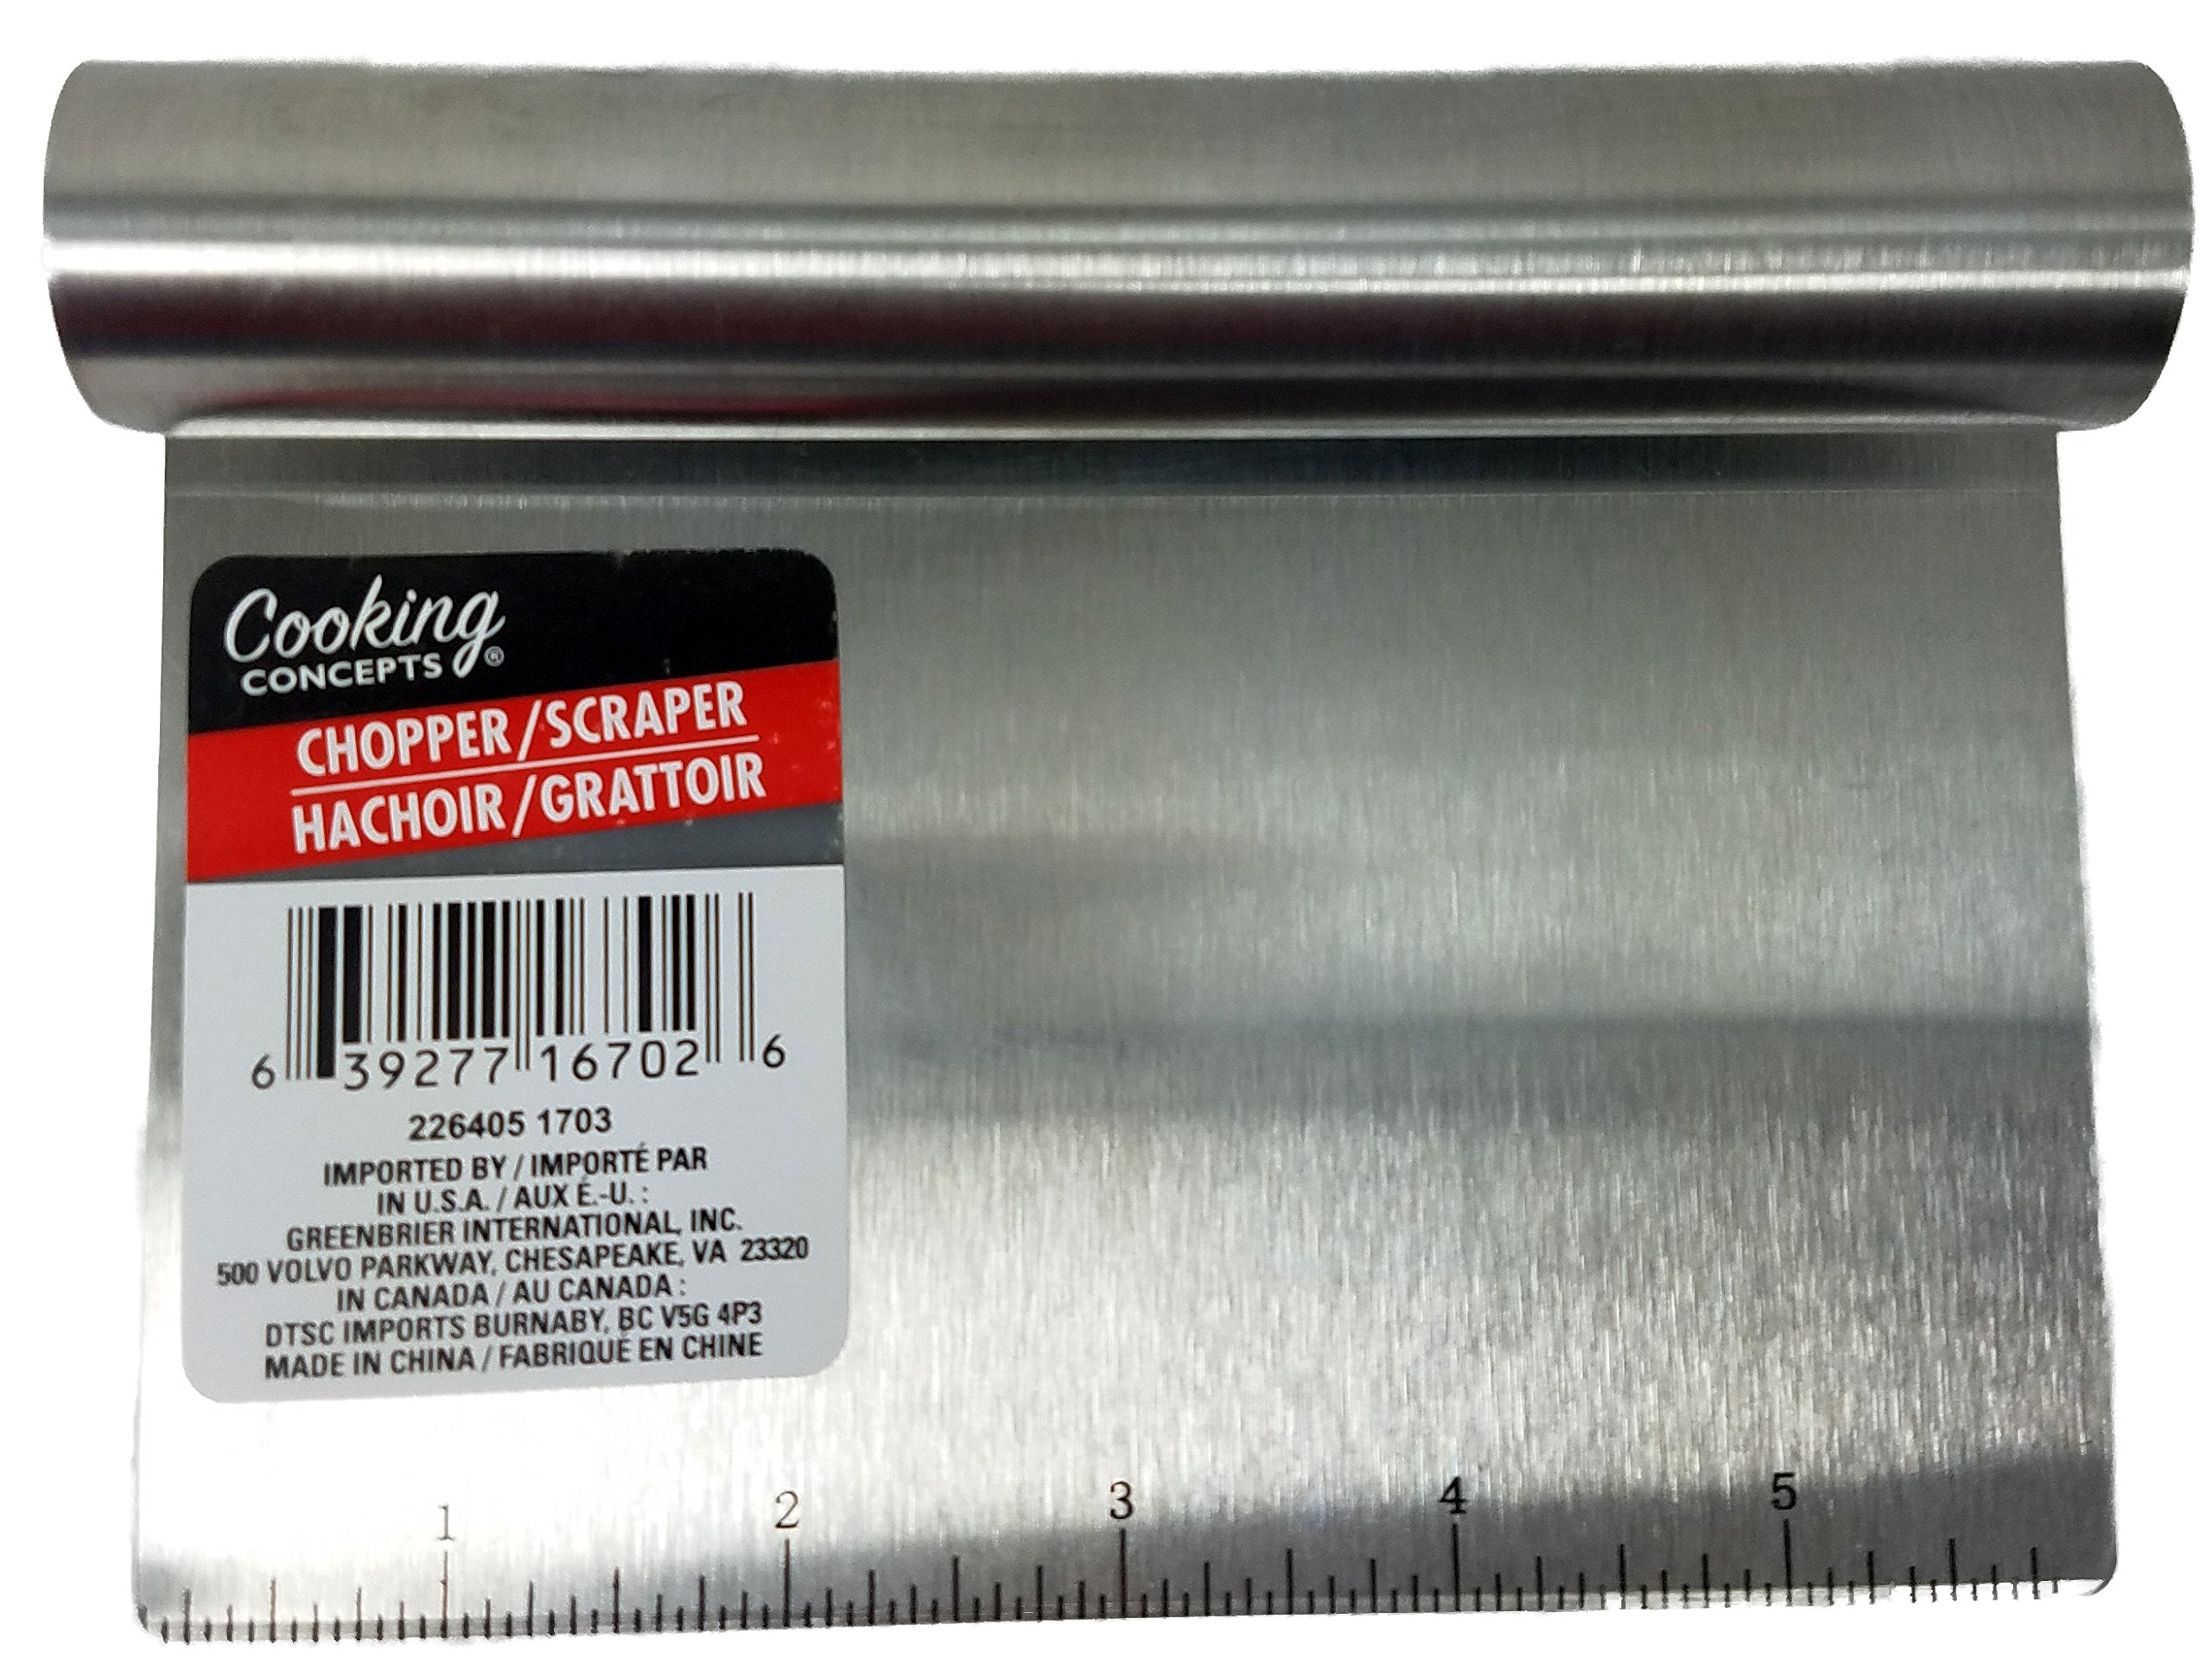 Cooking
CONCEPTS®
CHOPPER/SCRAPER
HACHOIR/GRATTOIR
6 39277 16702 6
226405 1703
IMPORTED BY / IMPORTÉ PAR
IN U.S.A. / AUX É.-U. :
GREENBRIER INTERNATIONAL, INC.
500 VOLVO PARKWAY, CHESAPEAKE, VA 23320
IN CANADA / AU CANADA :
DTSC IMPORTS BURNABY, BC V5G 4P3
MADE IN CHINA / FABRIQUÉ EN CHINE
1 2 3 4 5